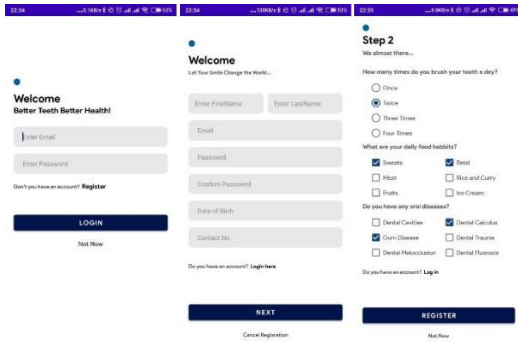 22:34
Welcome
Better Teeth Better Health!
Enter Email
Enter Password
Don't you have an account? Register
LOGIN
Not Now
22:34
Welcome
Let Your Smile Change the World...
Enter FirstName Enter LastName
Email
Password
Confirm Password
Date of Birth
Contact No
Do you have an account? Login here
NEXT
Cancel Registration
22:35
Step 2
We almost there...
How many times do you brush your teeth a day?
Once
Twice
Three Times
Four Times
What are your daily food habbits?
Sweets Betal
Meat Rice and Curry
Fruits Ice Cream
Do you have any oral diseases?
Dental Cavities Dental Calculus
Gum Disease Dental Trauma
Dental Malocclusion Dental Fluorosis
Do you have an account? Log in
REGISTER
Not Now